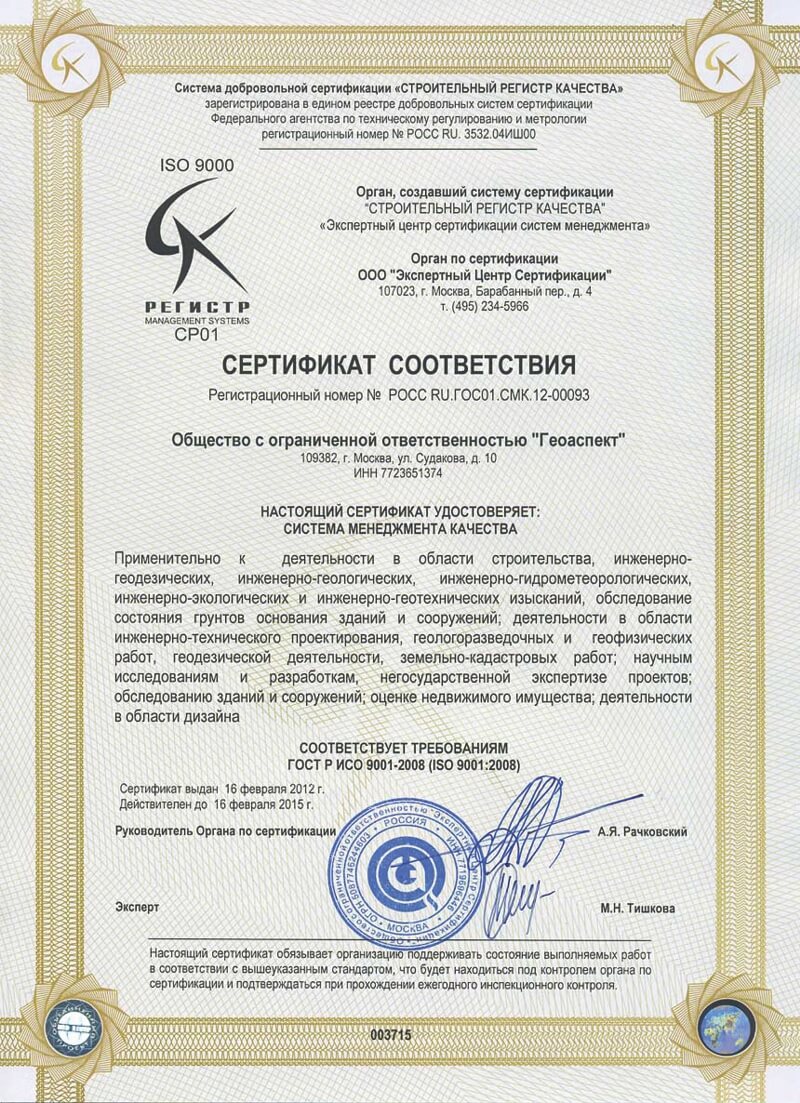 Система добровольной сертификации «СТРОИТЕЛЬНЫЙ РЕГИСТР КАЧЕСТВА»
зарегистрирована в едином реестре добровольных систем сертификации
Федерального агентства по техническому регулированию и метрологии
регистрационный номер № РОСС RU. 3532.04ИШ00
ISO 9000
РЕГИСТР
MANAGEMENT SYSTEMS
СР01
Орган, создавший систему сертификации
"СТРОИТЕЛЬНЫЙ РЕГИСТР КАЧЕСТВА"
«Экспертный центр сертификации систем менеджмента»
Орган по сертификации
ООО "Экспертный Центр Сертификации"
107023, г. Москва, Барабанный пер., д. 4
т. (495) 234-5966
СЕРТИФИКАТ СООТВЕТСТВИЯ
Регистрационный номер № РОСС RU.ГОС01.СМК.12-00093
Общество с ограниченной ответственностью "Геоаспект"
109382, г. Москва, ул. Судакова, д. 10
ИНН 7723651374
НАСТОЯЩИЙ СЕРТИФИКАТ УДОСТОВЕРЯЕТ:
СИСТЕМА МЕНЕДЖМЕНТА КАЧЕСТВА
Применительно к деятельности в области строительства, инженерно-
геодезических, инженерно-геологических, инженерно-гидрометеорологических,
инженерно-экологических и инженерно-геотехнических изысканий, обследование
состояния грунтов основания зданий и сооружений; деятельности в области
инженерно-технического проектирования, геологоразведочных и геофизических
работ, геодезической деятельности, земельно-кадастровых работ; научным
исследованиям и разработкам, негосударственной экспертизе проектов;
обследованию зданий и сооружений; оценке недвижимого имущества; деятельности
в области дизайна
СООТВЕТСТВУЕТ ТРЕБОВАНИЯМ
ГОСТ Р ИСО 9001-2008 (ISO 9001:2008)
Сертификат выдан 16 февраля 2012 г.
Действителен до 16 февраля 2015 г.
Руководитель Органа по сертификации
А.Я. Рачковский
Общество с ограниченной ответственностью "Экспертный Центр Сертификации"
РОССИЯ
МОСКВА
Эксперт
М.Н. Тишкова
Настоящий сертификат обязывает организацию поддерживать состояние выполняемых работ
в соответствии с вышеуказанным стандартом, что будет находиться под контролем органа по
сертификации и подтверждаться при прохождении ежегодного инспекционного контроля.
003715